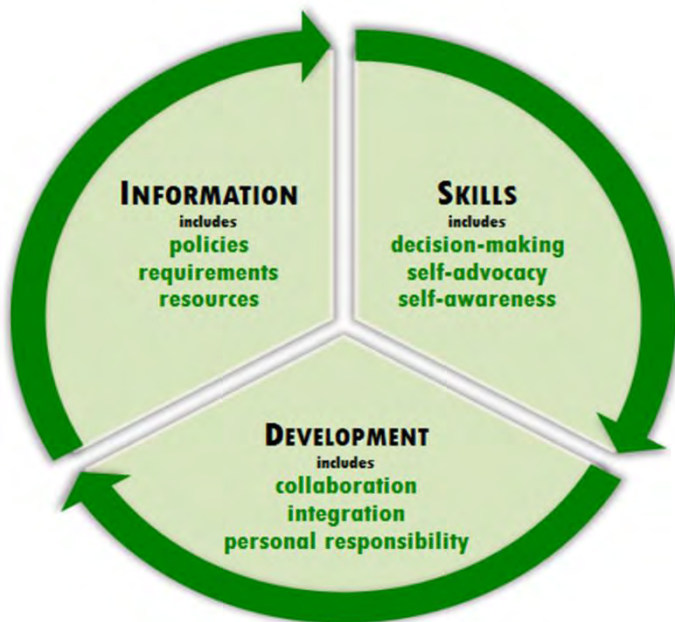 INFORMATION
includes
policies
requirements
resources
SKILLS
includes
decision-making
self-advocacy
self-awareness
DEVELOPMENT
includes
collaboration
integration
personal responsibility